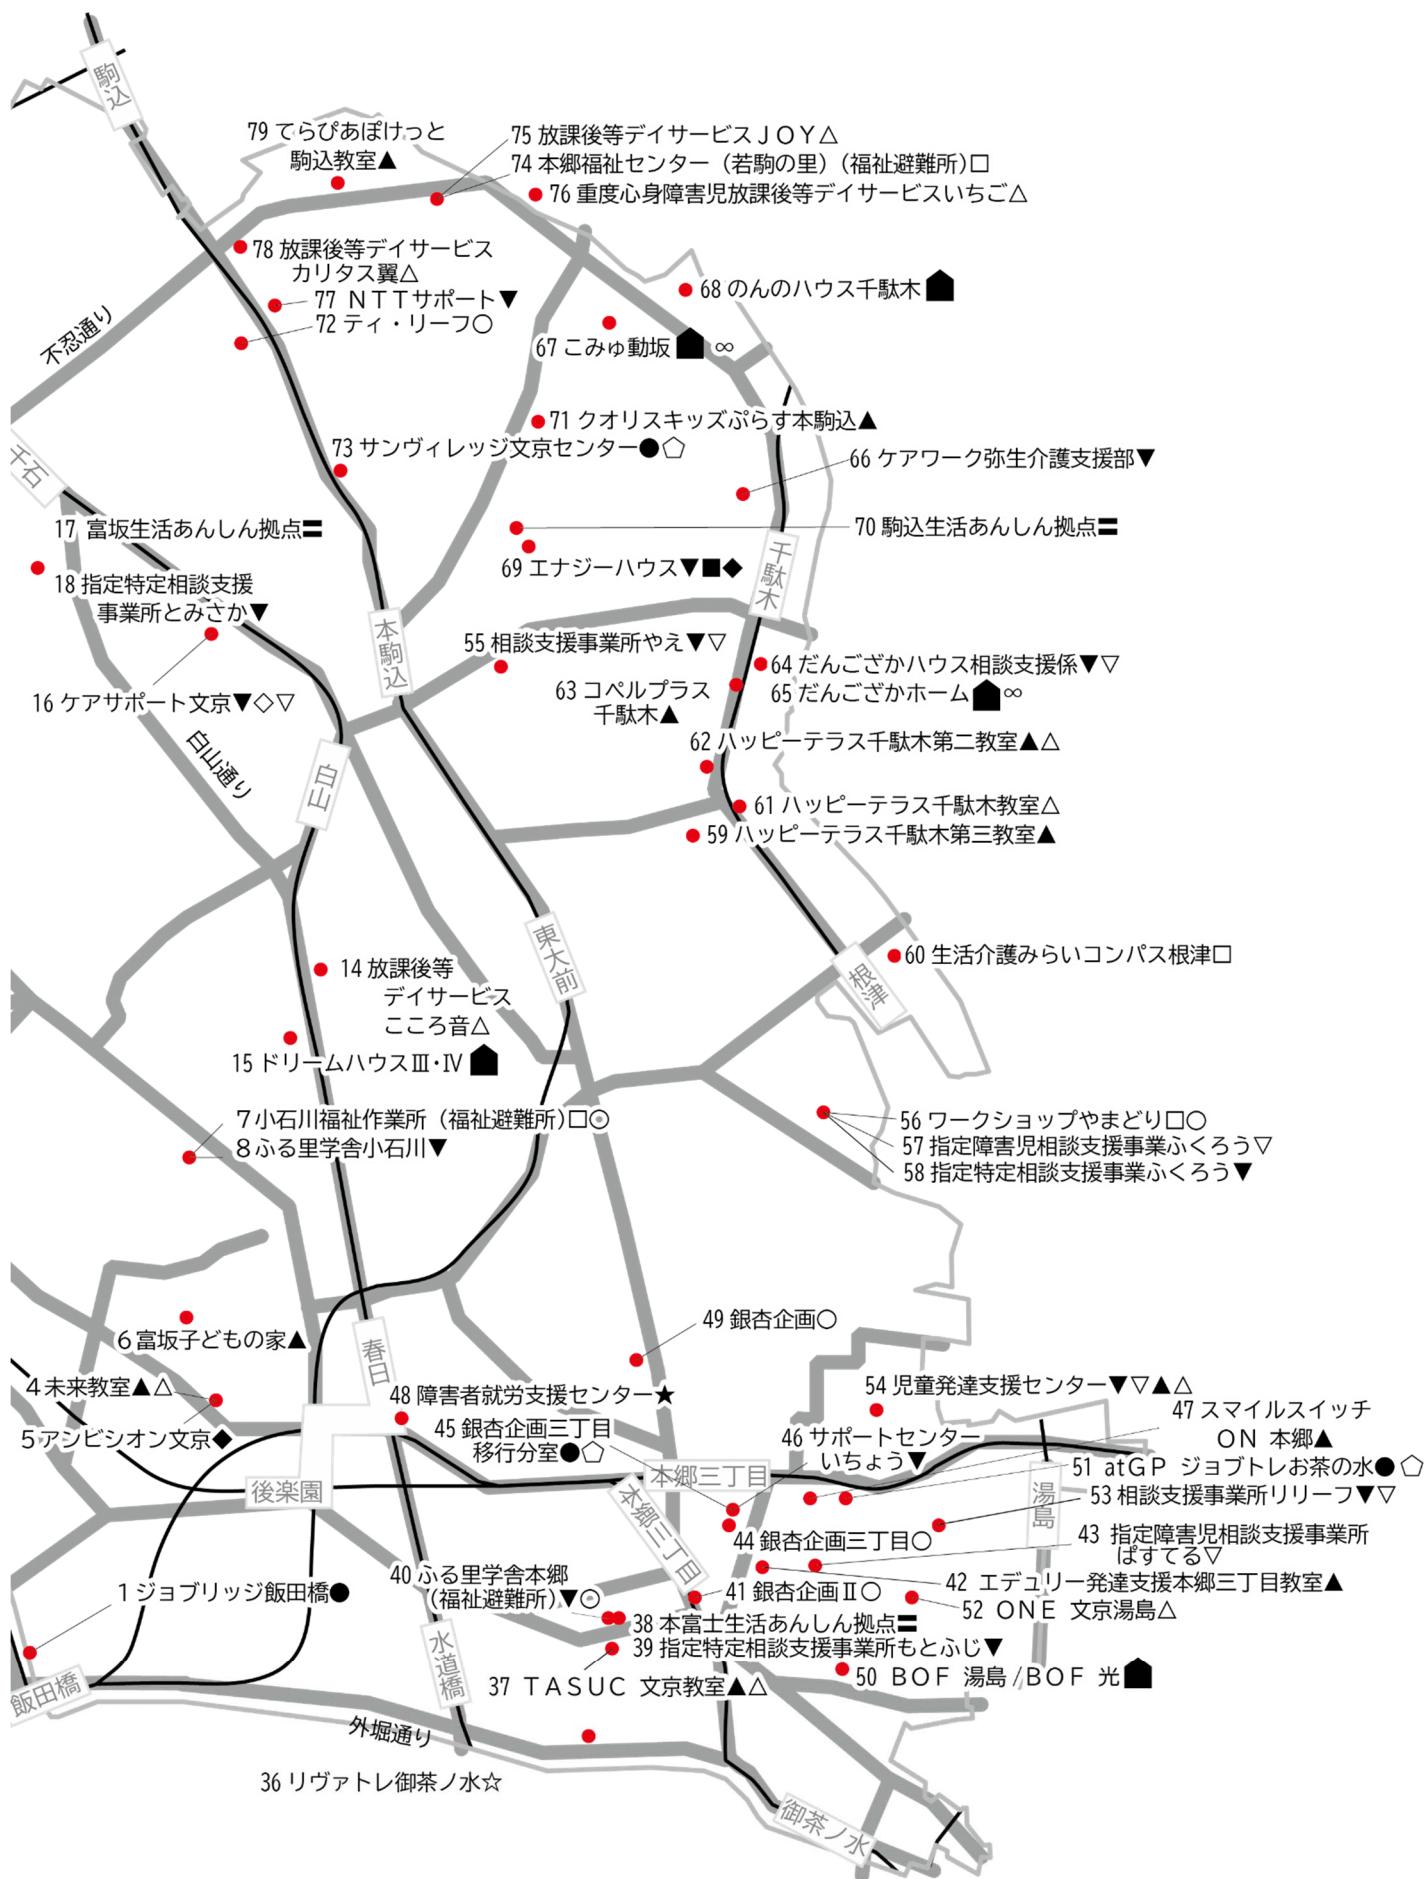 駒込
79 てらぴあぽけっと
駒込教室▲
75 放課後等デイサービスＪＯＹ△
74 本郷福祉センター（若駒の里）（福祉避難所）□
76 重度心身障害児放課後等デイサービスいちご△
78 放課後等デイサービス
カリタス翼△
77 ＮＴＴサポート▼
72 ティ・リーフ○
68 のんのハウス千駄木
67 こみゅ動坂 ∞
不忍通り
71 クオリスキッズぷらす本駒込▲
73 サンヴィレッジ文京センター●⬠
66 ケアワーク弥生介護支援部▼
千石
17 富坂生活あんしん拠点〓
70 駒込生活あんしん拠点〓
69 エナジーハウス▼■◆
千駄木
18 指定特定相談支援
事業所とみさか▼
本駒込
55 相談支援事業所やえ▼▽
64 だんござかハウス相談支援係▼▽
63 コペルプラス
千駄木▲
65 だんござかホーム ∞
16 ケアサポート文京▼◇▽
62 ハッピーテラス千駄木第二教室▲△
白山通り
白山
61 ハッピーテラス千駄木教室△
59 ハッピーテラス千駄木第三教室▲
東大前
60 生活介護みらいコンパス根津□
根津
14 放課後等
デイサービス
こころ音△
15 ドリームハウスⅢ・Ⅳ
7 小石川福祉作業所（福祉避難所）□◎
8 ふる里学舎小石川▼
56 ワークショップやまどり□○
57 指定障害児相談支援事業ふくろう▽
58 指定特定相談支援事業ふくろう▼
49 銀杏企画○
6 富坂子どもの家▲
春日
4 未来教室▲△
48 障害者就労支援センター★
54 児童発達支援センター▼▽▲△
5 アンビシオン文京◆
45 銀杏企画三丁目
移行分室●⬠
46 サポートセンター
いちょう▼
47 スマイルスイッチ
ON 本郷▲
本郷三丁目
51 atＧＰ ジョブトレお茶の水●⬠
後楽園
本郷三丁目
湯島
53 相談支援事業所リリーフ▼▽
44 銀杏企画三丁目○
43 指定障害児相談支援事業所
ぱすてる▽
40 ふる里学舎本郷
（福祉避難所）▼◎
42 エデュリー発達支援本郷三丁目教室▲
1 ジョブリッジ飯田橋●
41 銀杏企画Ⅱ○
52 ＯＮＥ 文京湯島△
38 本富士生活あんしん拠点〓
39 指定特定相談支援事業所もとふじ▼
水道橋
50 ＢＯＦ 湯島 /ＢＯＦ 光
37 ＴＡＳＵＣ 文京教室▲△
飯田橋
外堀通り
36 リヴァトレ御茶ノ水☆
御茶ノ水